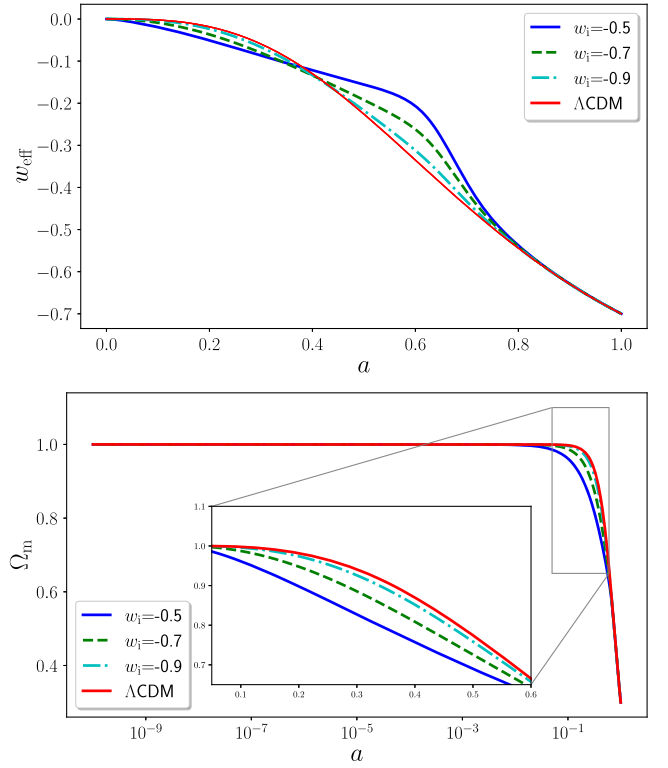 0.0
−0.1
−0.2
−0.3
−0.4
−0.5
−0.6
−0.7
w_eff
w_i=-0.5
w_i=-0.7
w_i=-0.9
ΛCDM
0.0 0.2 0.4 0.6 0.8 1.0
a
1.0
0.8
0.6
0.4
Ω_m
1.1
1.0
0.9
0.8
0.7
0.1 0.2 0.3 0.4 0.5 0.6
w_i=-0.5
w_i=-0.7
w_i=-0.9
ΛCDM
10⁻⁹ 10⁻⁷ 10⁻⁵ 10⁻³ 10⁻¹
a